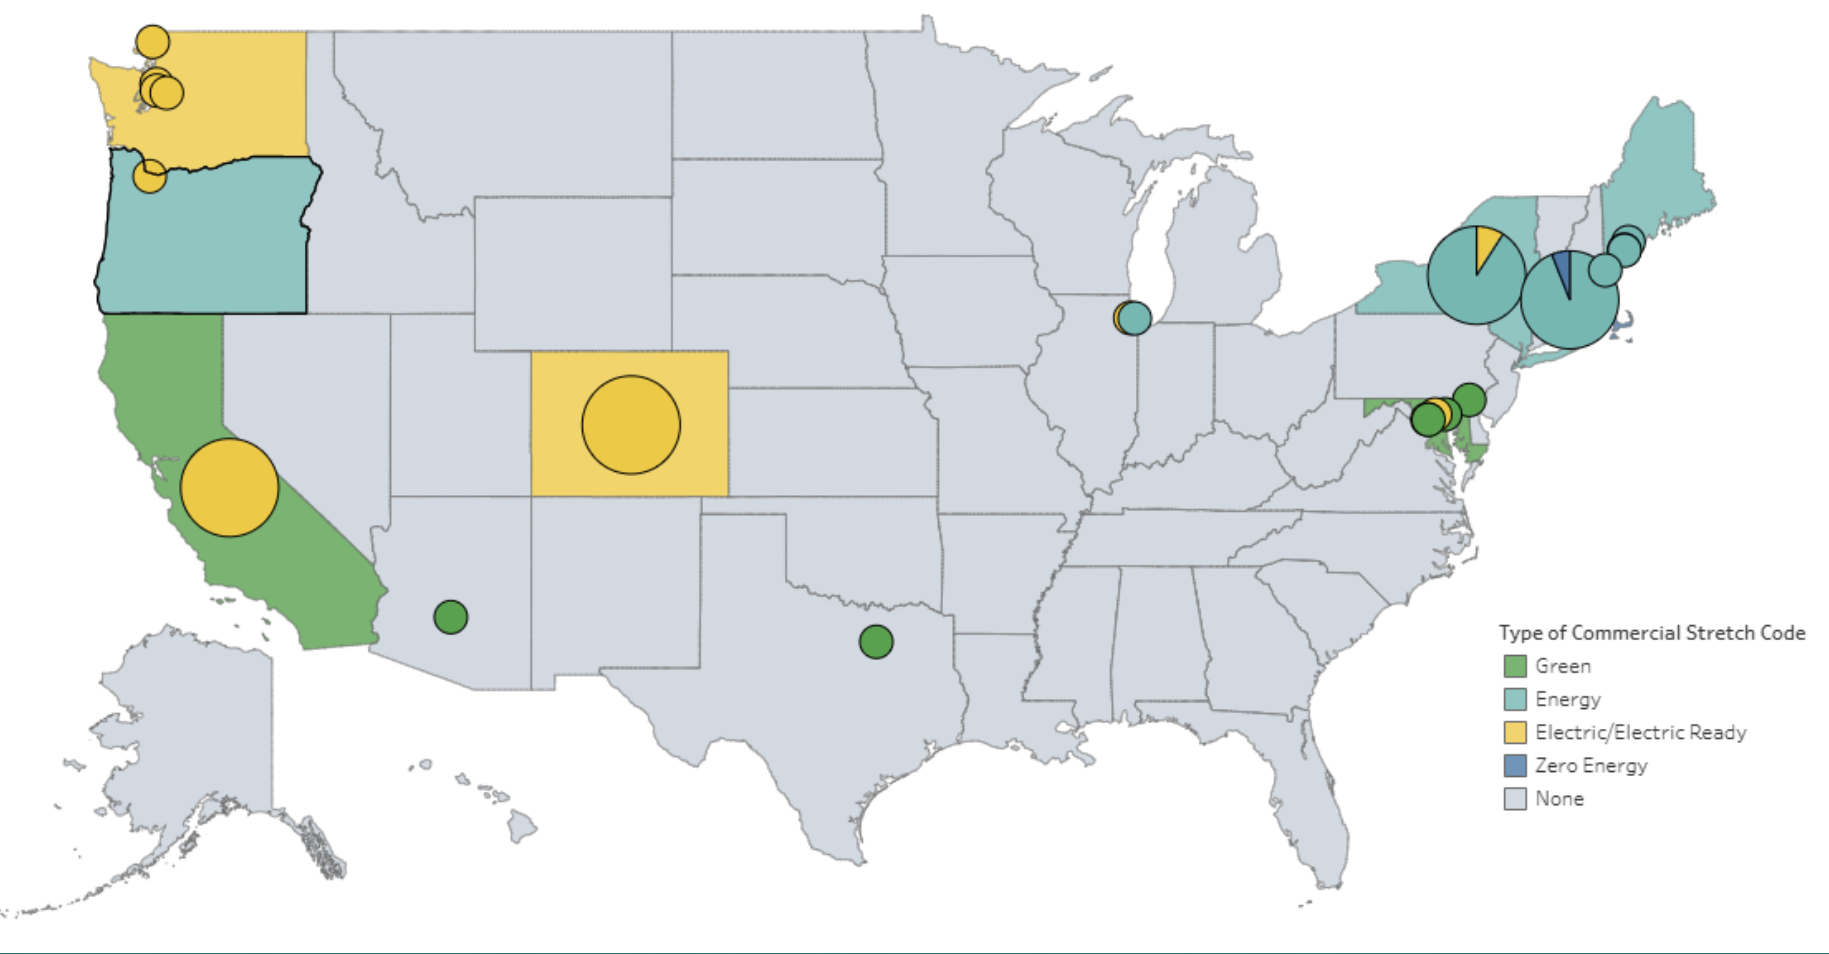 Type of Commercial Stretch Code
Green
Energy
Electric/Electric Ready
Zero Energy
None